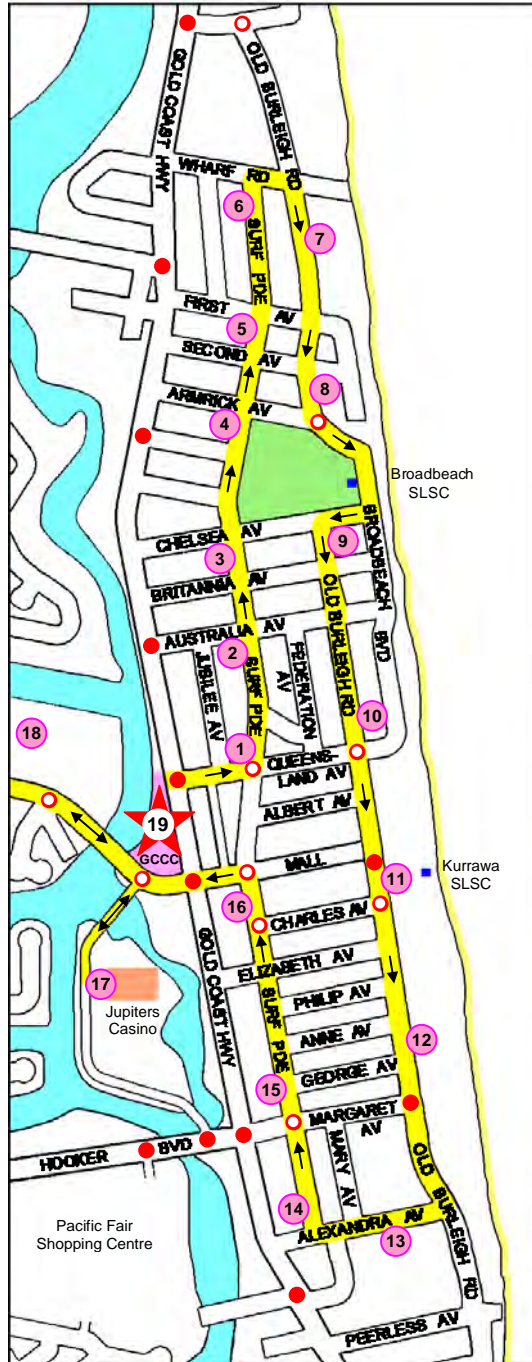 OLD BURLEIGH RD
GOLD COAST HWY
WHARF RD
6
SURF PDE
7
FIRST AV
5
SECOND AV
8
ARMRICK AV
4
Broadbeach
SLSC
CHELSEA AV
9
BROADBEACH BVD
3
BRITANNIA AV
OLD BURLEIGH RD
AUSTRALIA AV
2
JUBILEE AV
SURF PDE
FEDERATION
AV
10
18
1
QUEENS-
LAND AV
ALBERT AV
19
GCCC
MALL
11
Kurrawa
SLSC
16
CHARLES AV
GOLD COAST HWY
ELIZABETH AV
17
SURF PDE
PHILIP AV
Jupiters
Casino
ANNE AV
12
GEORGE AV
15
MARGARET
AV
HOOKER BVD
MARY AV
OLD BURLEIGH RD
14
Pacific Fair
Shopping Centre
ALEXANDRA AV
13
PEERLESS AV